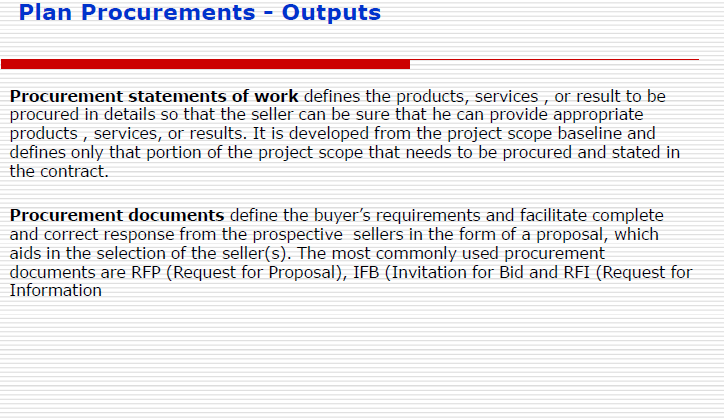 Plan Procurements - Outputs
Procurement statements of work defines the products, services , or result to be
procured in details so that the seller can be sure that he can provide appropriate
products , services, or results. It is developed from the project scope baseline and
defines only that portion of the project scope that needs to be procured and stated in
the contract.
Procurement documents define the buyer’s requirements and facilitate complete
and correct response from the prospective  sellers in the form of a proposal, which
aids in the selection of the seller(s). The most commonly used procurement
documents are RFP (Request for Proposal), IFB (Invitation for Bid and RFI (Request for
Information